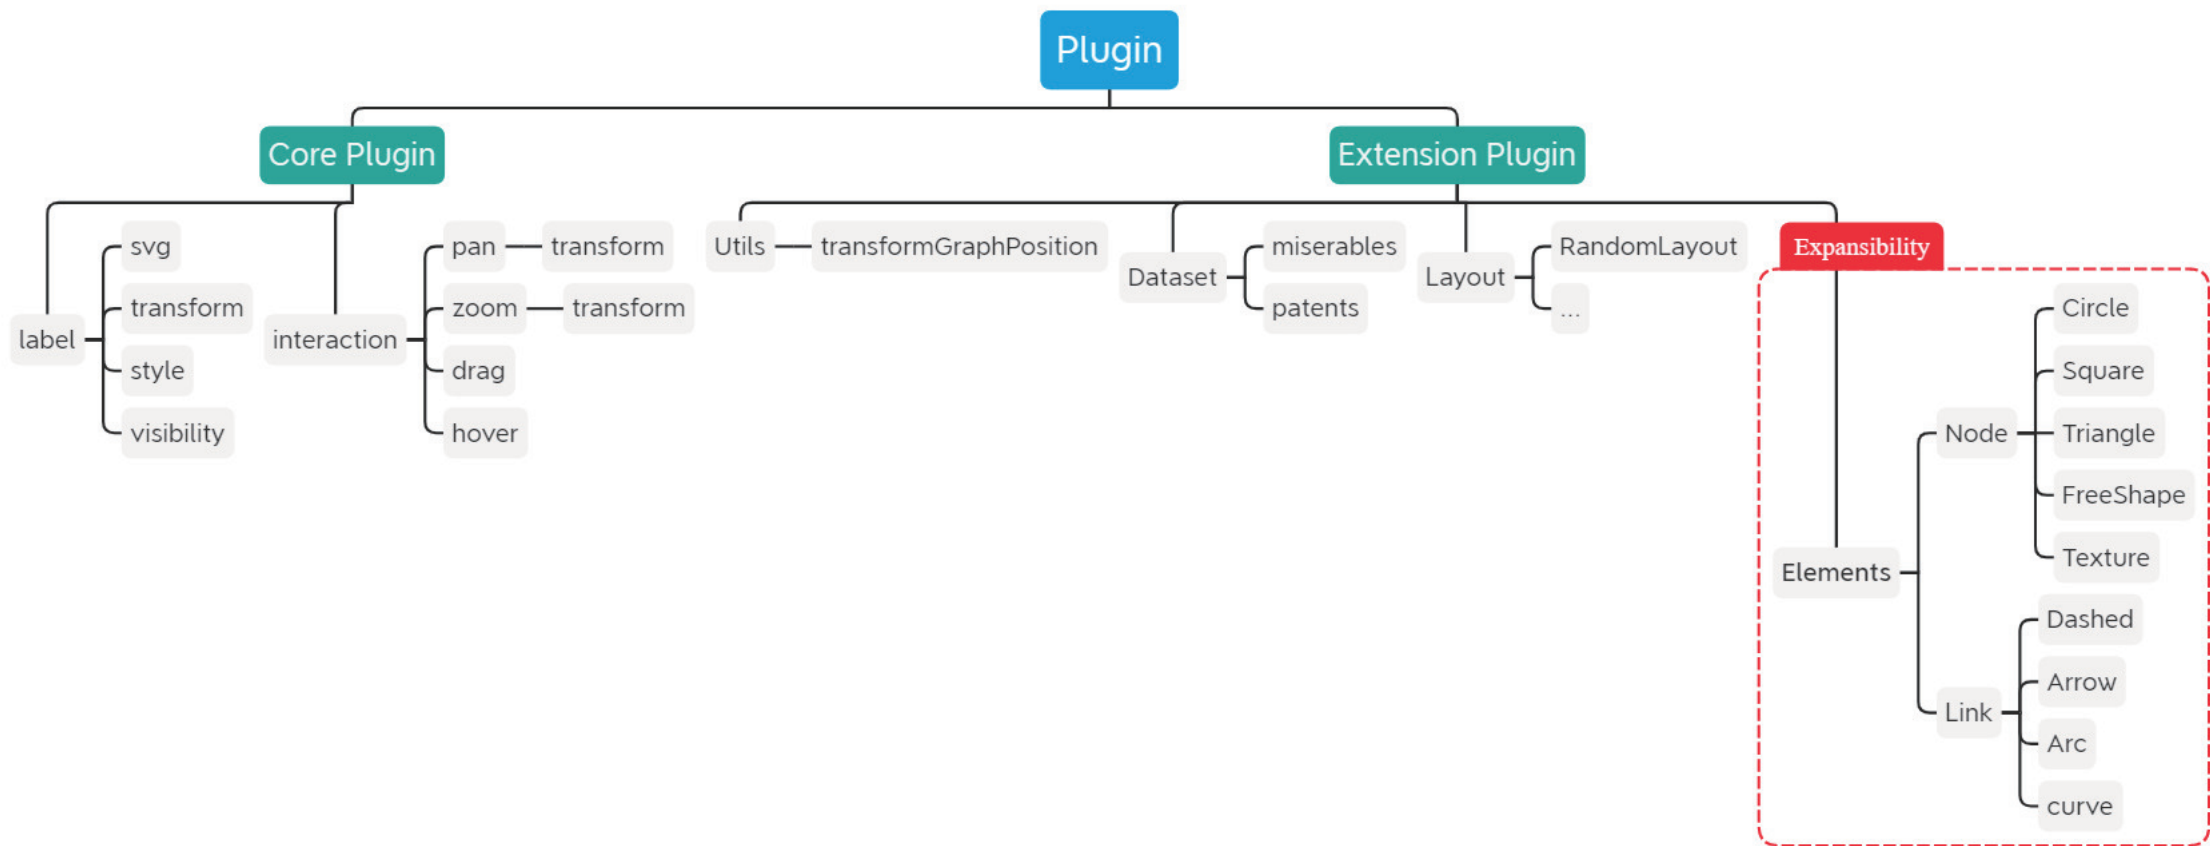 Plugin
Core Plugin
Extension Plugin
label
svg
transform
style
visibility
interaction
pan
transform
zoom
transform
drag
hover
Utils
transformGraphPosition
Dataset
miserables
patents
Layout
RandomLayout
...
Expansibility
Elements
Node
Circle
Square
Triangle
FreeShape
Texture
Link
Dashed
Arrow
Arc
curve